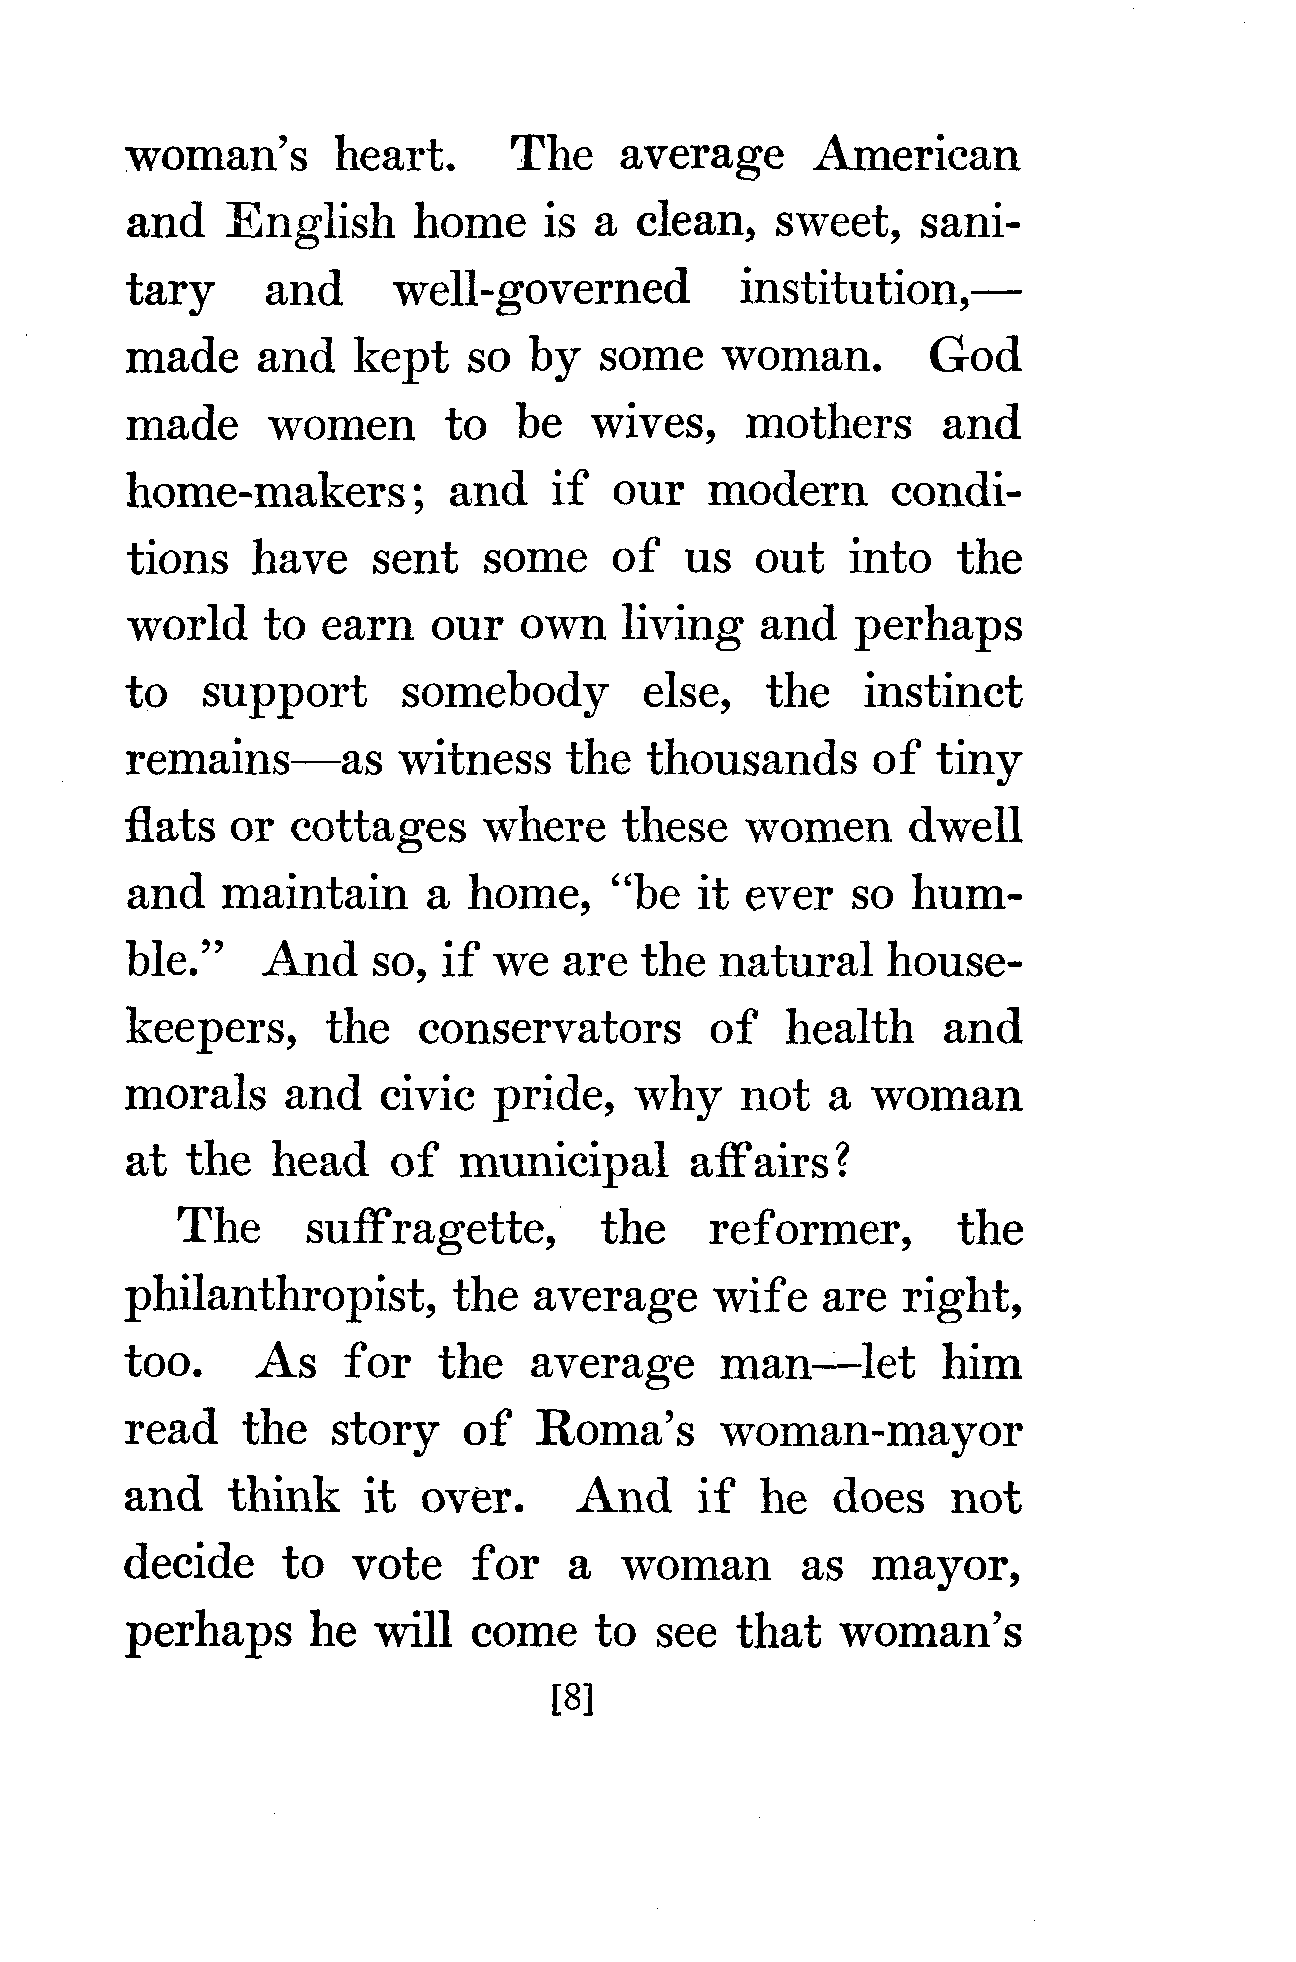 woman's heart. The average American
and English home is a clean, sweet, sani-
tary and well-governed institution,—
made and kept so by some woman. God
made women to be wives, mothers and
home-makers; and if our modern condi-
tions have sent some of us out into the
world to earn our own living and perhaps
to support somebody else, the instinct
remains—as witness the thousands of tiny
flats or cottages where these women dwell
and maintain a home, "be it ever so hum-
ble." And so, if we are the natural house-
keepers, the conservators of health and
morals and civic pride, why not a woman
at the head of municipal affairs?
The suffragette, the reformer, the
philanthropist, the average wife are right,
too. As for the average man—let him
read the story of Roma's woman-mayor
and think it over. And if he does not
decide to vote for a woman as mayor,
perhaps he will come to see that woman's
[8]